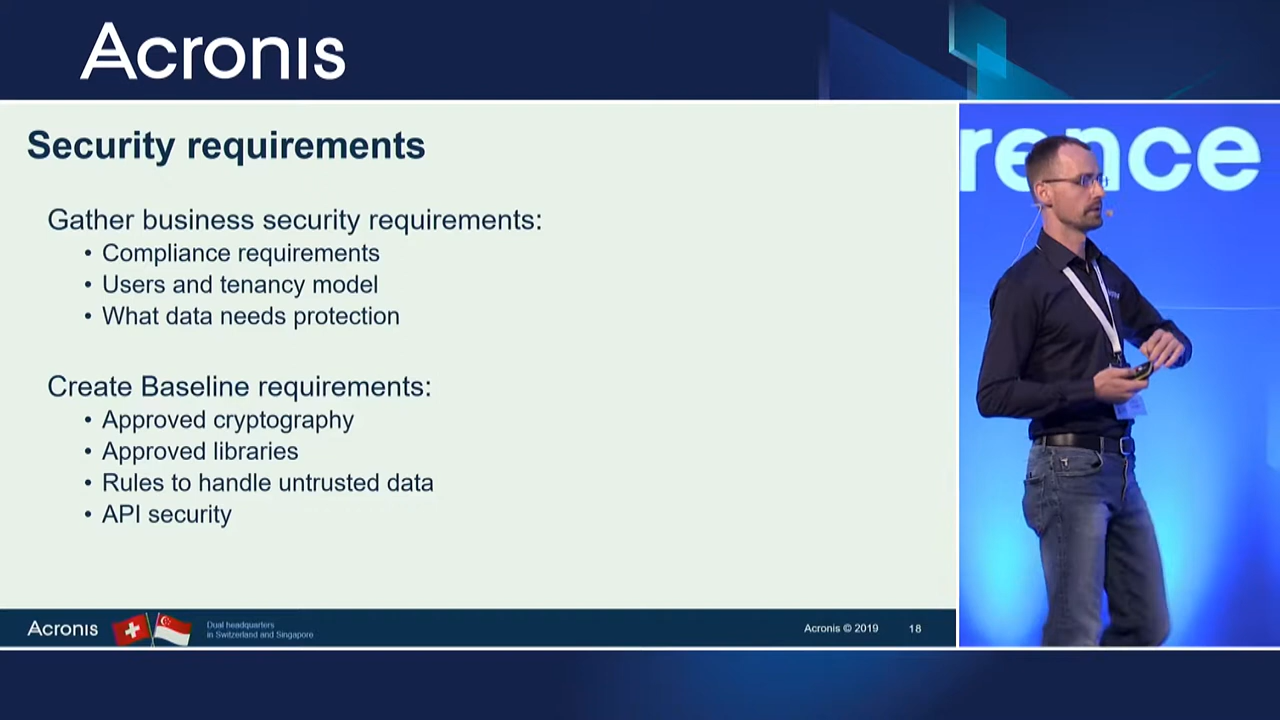 Acronis
Security requirements
Gather business security requirements:
• Compliance requirements
• Users and tenancy model
• What data needs protection
Create Baseline requirements:
• Approved cryptography
• Approved libraries
• Rules to handle untrusted data
• API security
Acronis
Dual headquarters
in Switzerland and Singapore
Acronis © 2019
18
rence